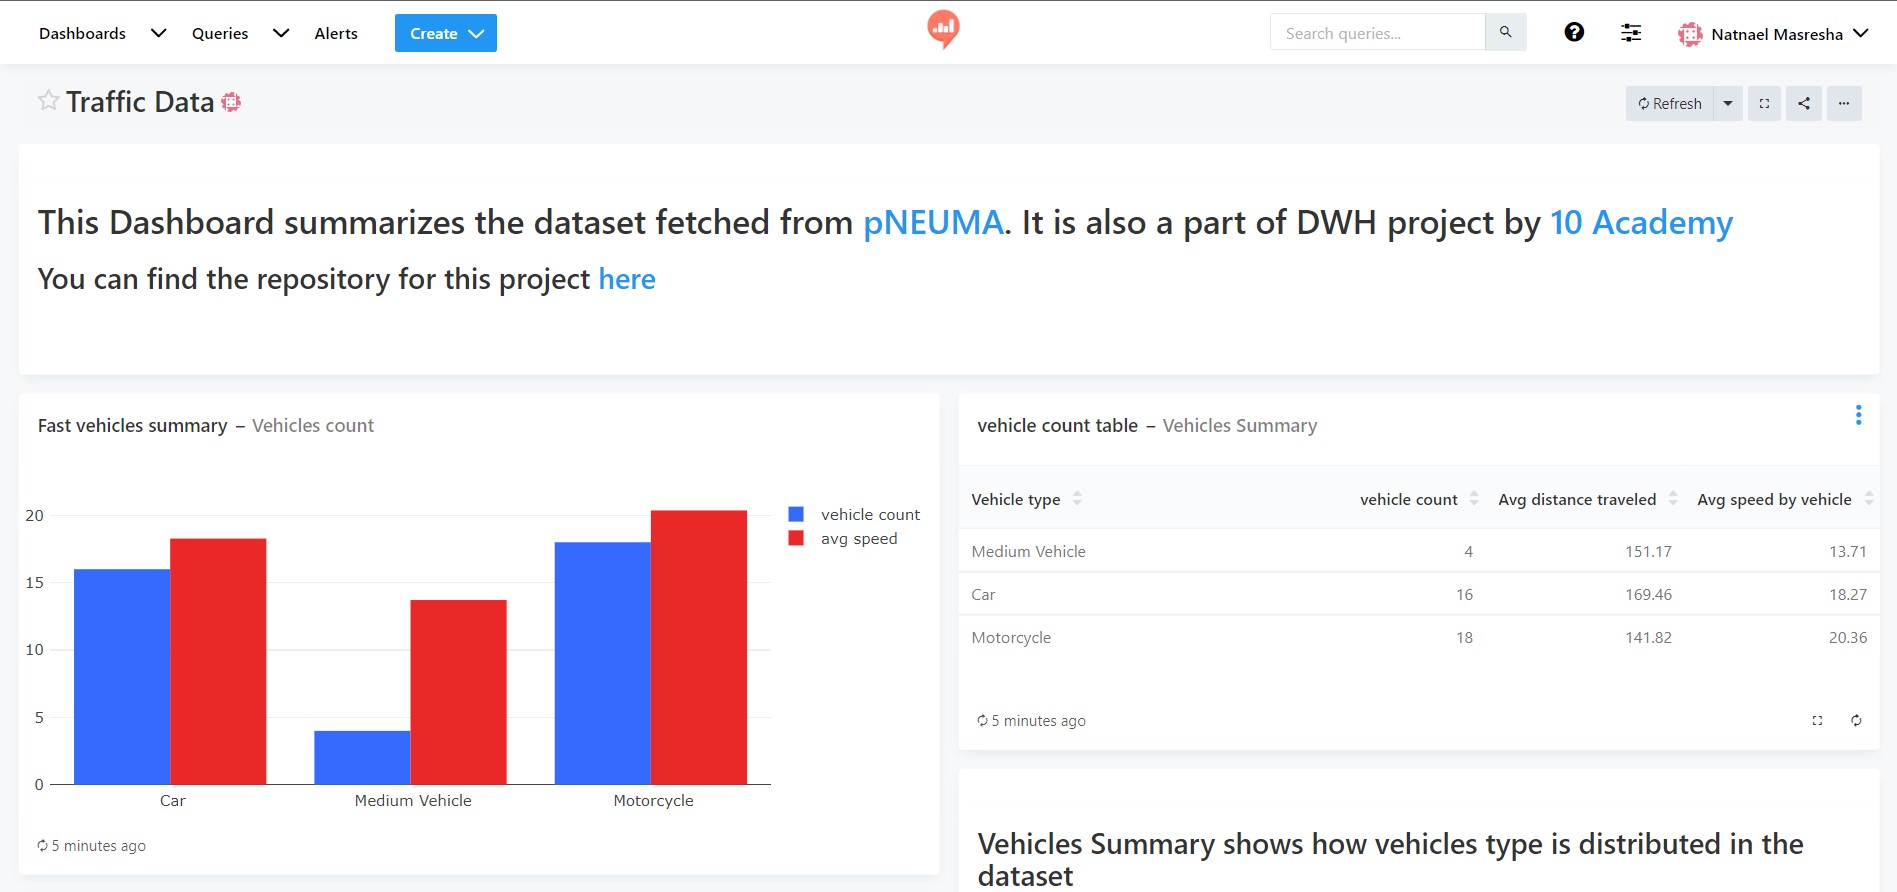 Dashboards Queries Alerts Create Search queries... Natnael Masresha
Traffic Data Refresh
This Dashboard summarizes the dataset fetched from pNEUMA. It is also a part of DWH project by 10 Academy
You can find the repository for this project here
Fast vehicles summary – Vehicles count
20
15
10
5
0
Car Medium Vehicle Motorcycle
vehicle count
avg speed
5 minutes ago
vehicle count table – Vehicles Summary
Vehicle type vehicle count Avg distance traveled Avg speed by vehicle
Medium Vehicle 4 151.17 13.71
Car 16 169.46 18.27
Motorcycle 18 141.82 20.36
5 minutes ago
Vehicles Summary shows how vehicles type is distributed in the
dataset